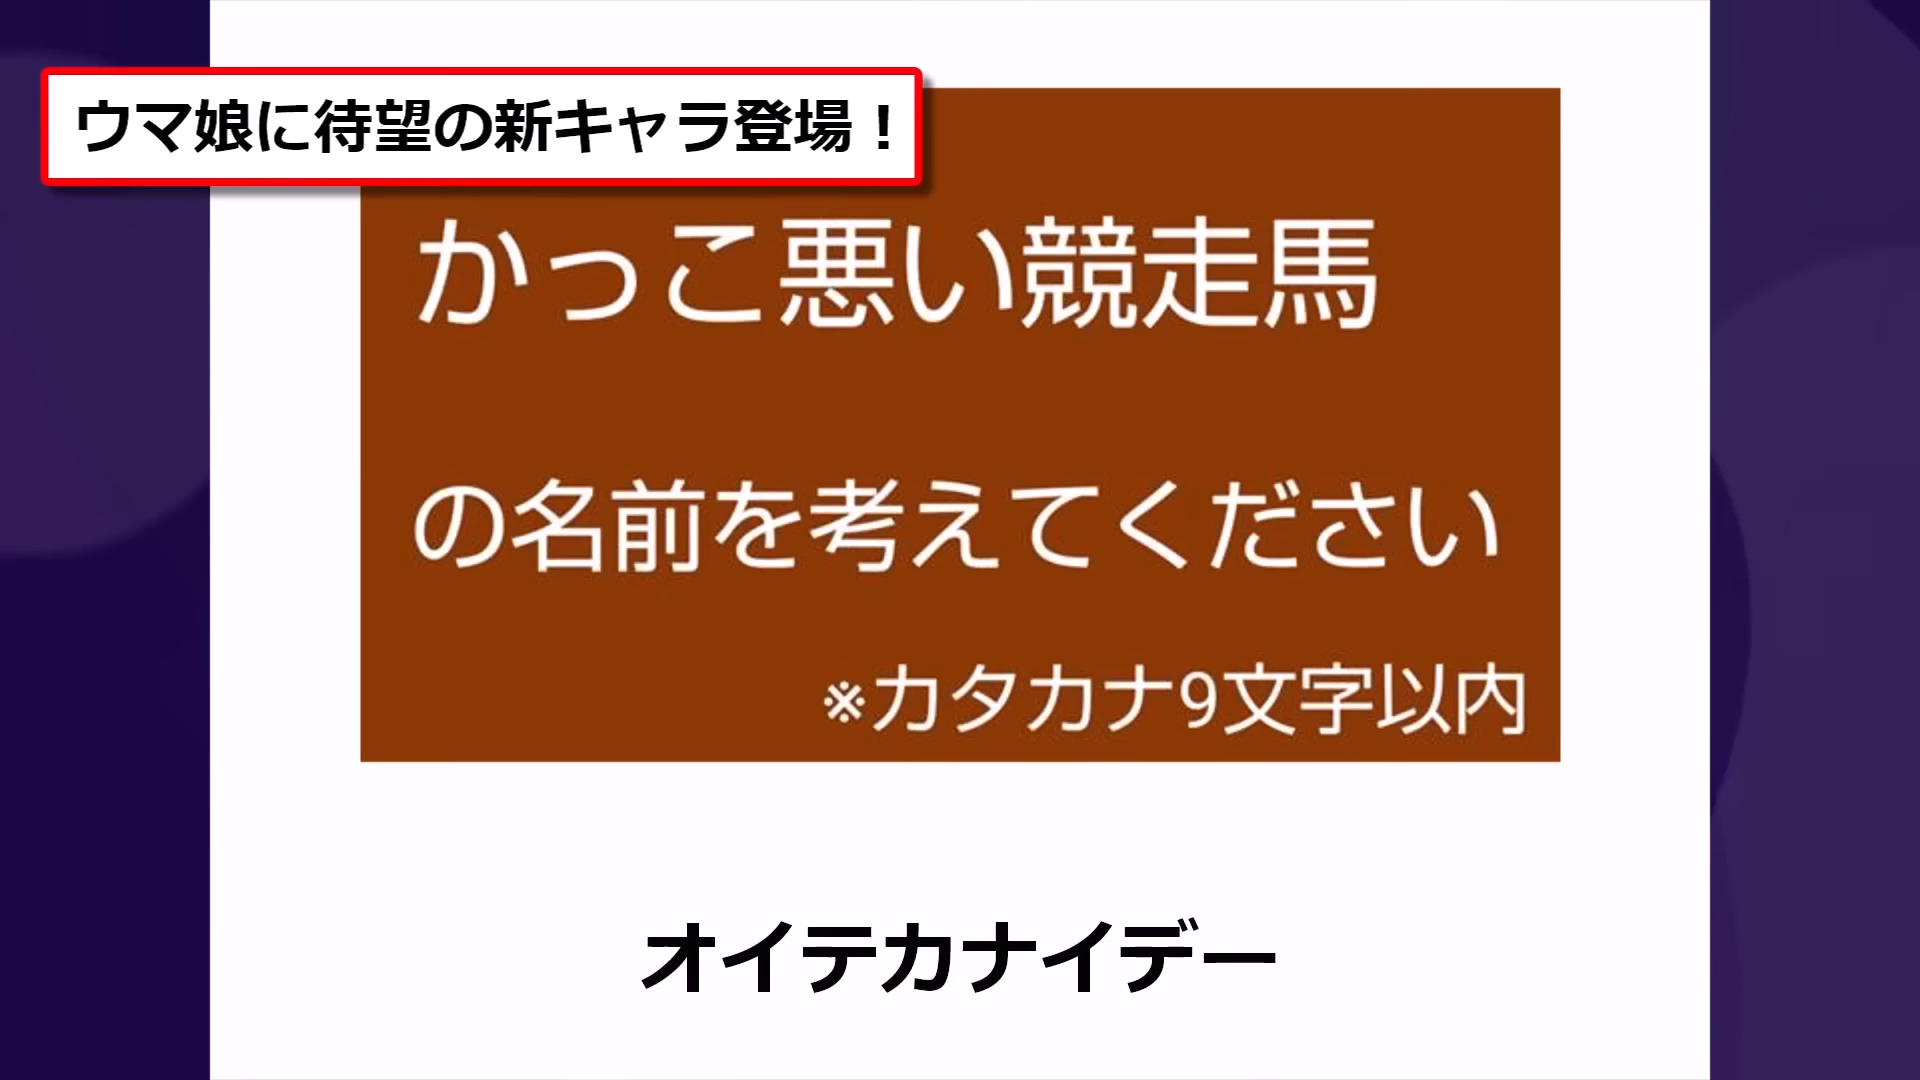 ウマ娘に待望の新キャラ登場！
かっこ悪い競走馬
の名前を考えてください
※カタカナ9文字以内
オイテカナイデー